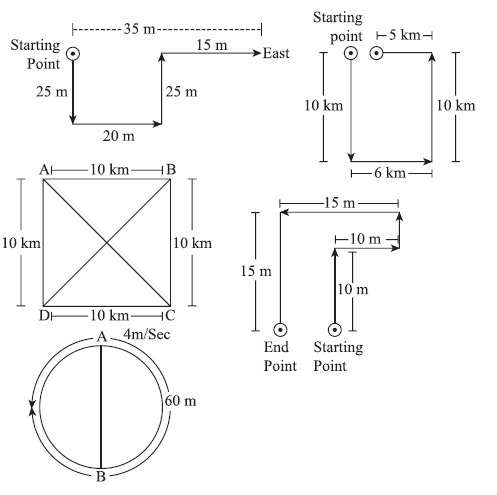 35 m
15 m
Starting
Point
East
25 m
25 m
20 m
Starting
point
5 km
10 km
10 km
6 km
A
10 km
B
10 km
10 km
D
10 km
C
15 m
10 m
15 m
10 m
End
Point
Starting
Point
4m/Sec
A
60 m
B